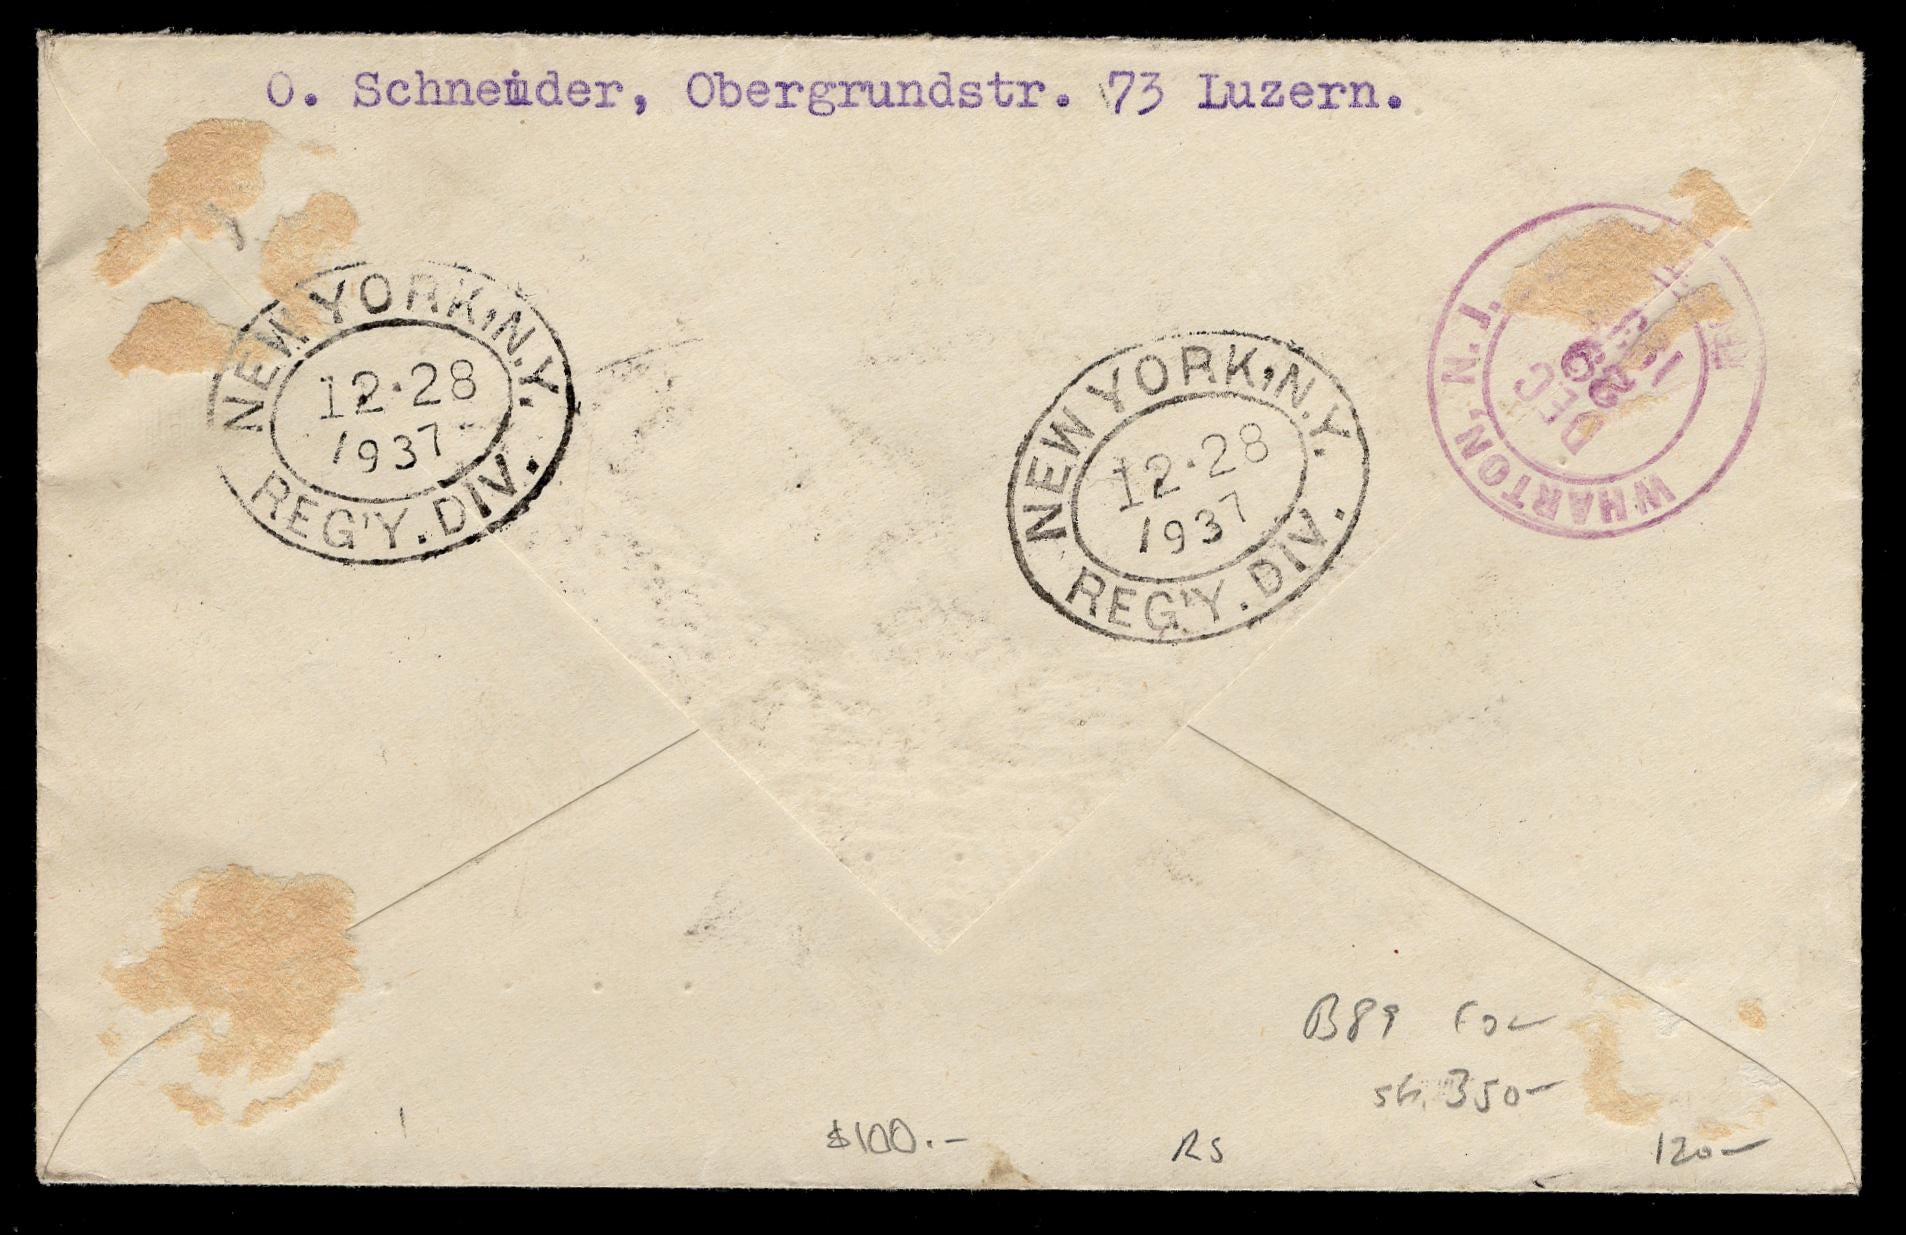 O. Schneider, Obergrundstr. 73 Luzern.
NEW YORK, N.Y.
12·28
1937
REG'Y. DIV.
NEW YORK, N.Y.
12·28
1937
REG'Y. DIV.
WHARTON, N.J.
DEC
29
B89
350-
$100.-
RS
120-